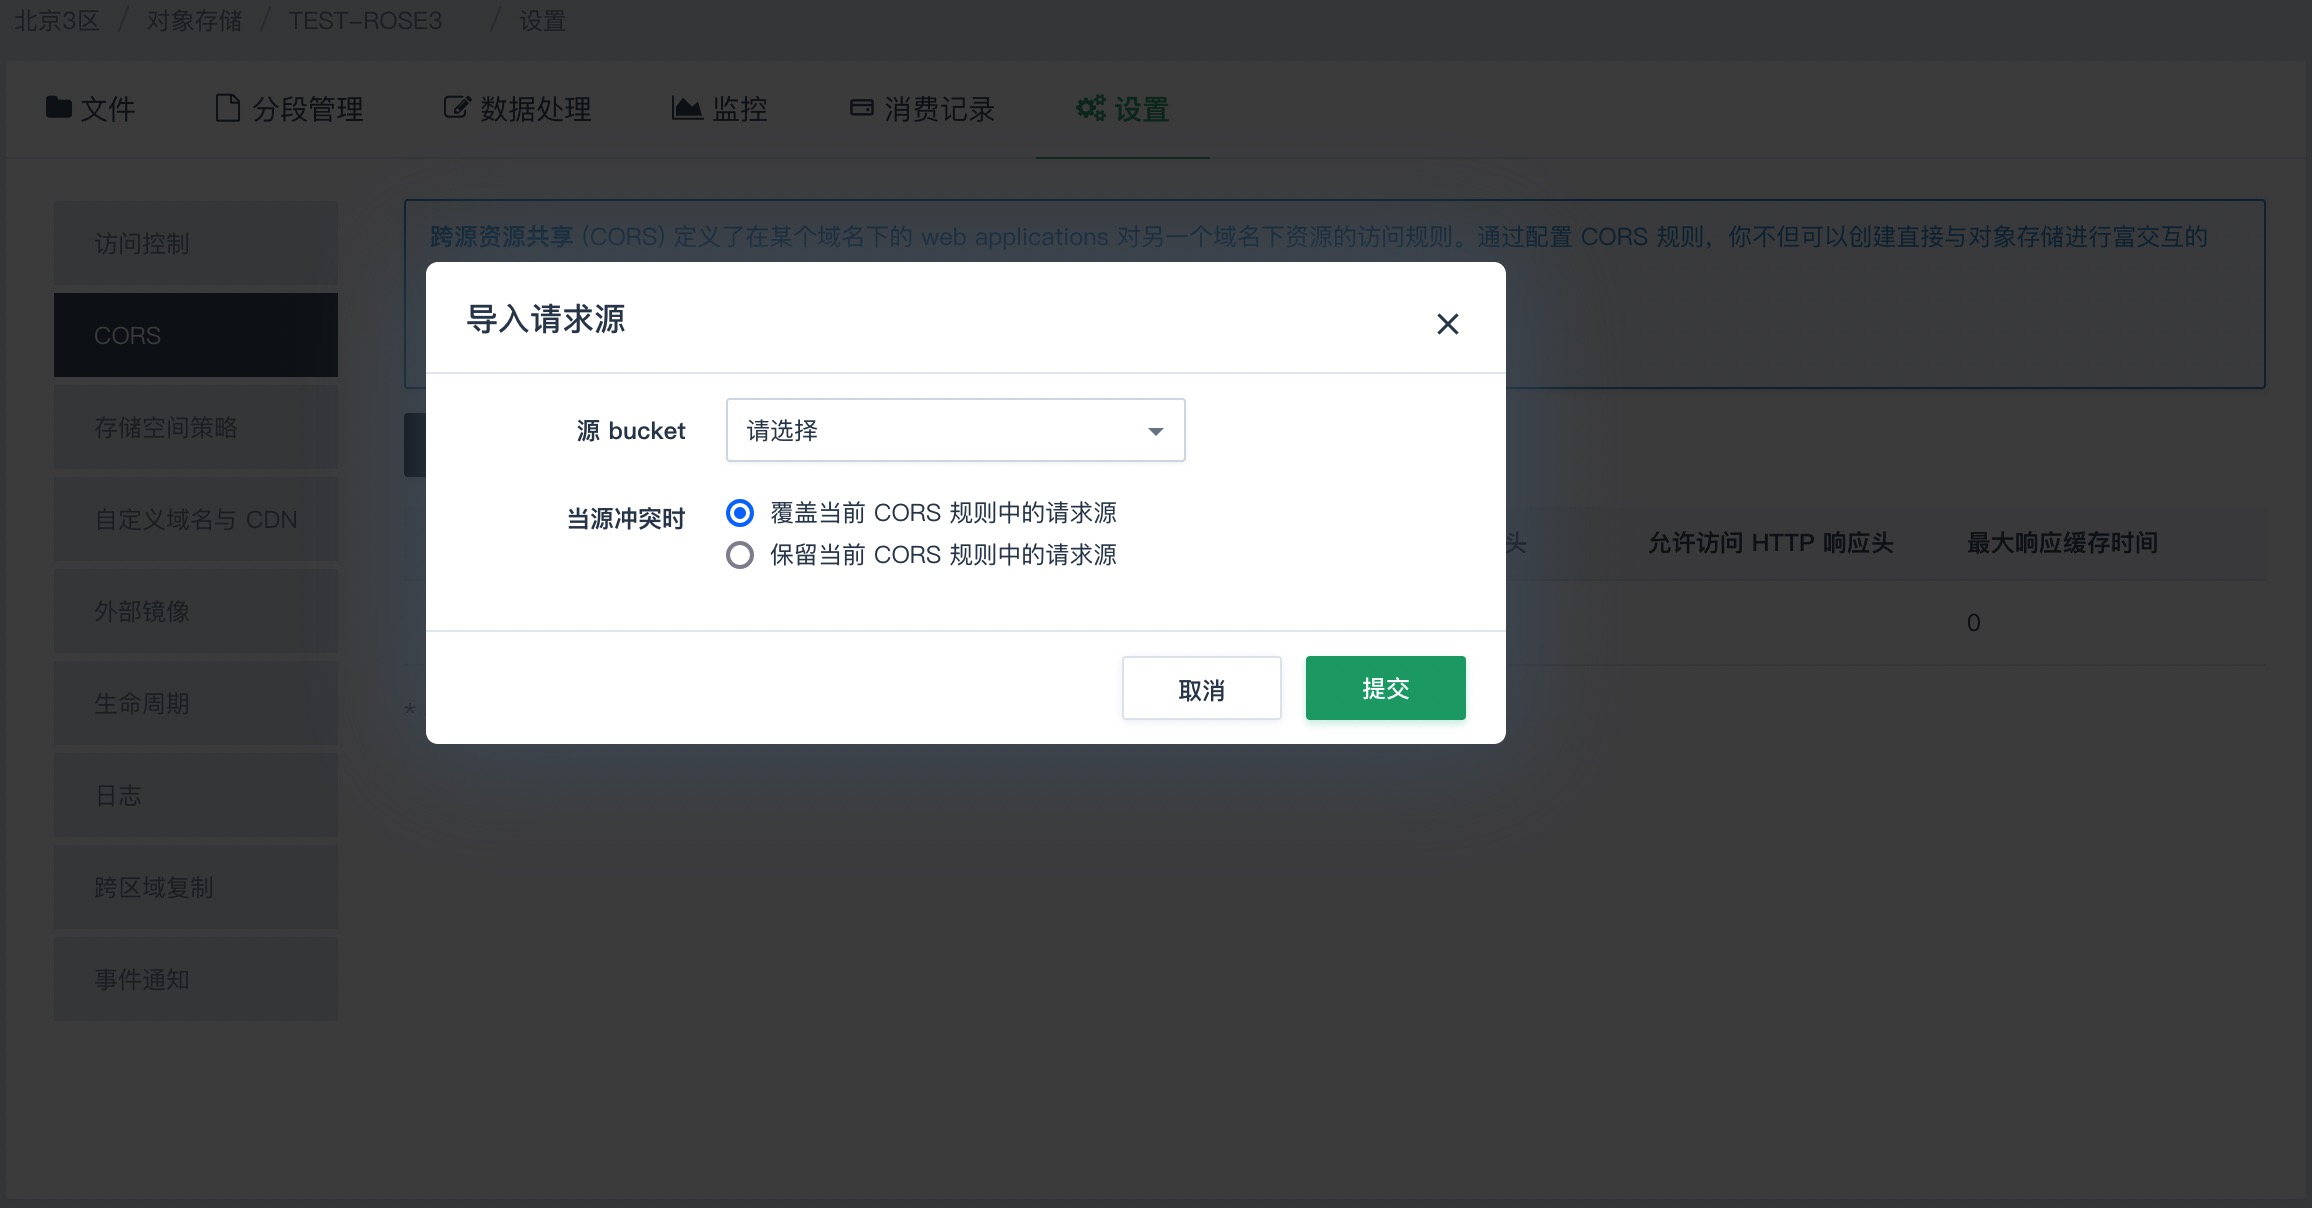 北京3区 / 对象存储 / TEST-ROSE3 / 设置
文件 分段管理 数据处理 监控 消费记录 设置
访问控制
CORS
存储空间策略
自定义域名与 CDN
外部镜像
生命周期
日志
跨区域复制
事件通知
跨源资源共享 (CORS) 定义了在某个域名下的 web applications 对另一个域名下资源的访问规则。通过配置 CORS 规则，你不但可以创建直接与对象存储进行富交互的
导入请求源
源 bucket 请选择
当源冲突时 覆盖当前 CORS 规则中的请求源
保留当前 CORS 规则中的请求源
取消 提交
头 允许访问 HTTP 响应头 最大响应缓存时间
0
*